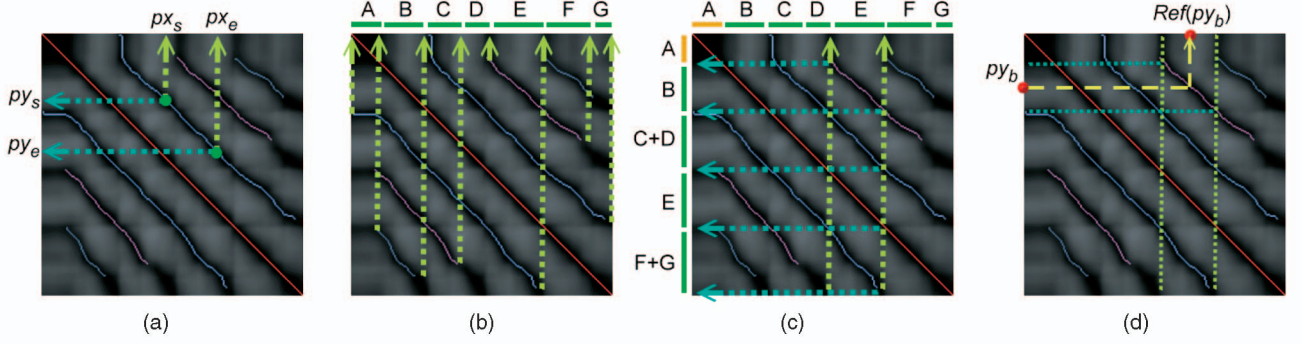 px_s px_e
py_s
py_e
(a)
A B C D E F G
(b)
A B C D E F G
A
B
C+D
E
F+G
(c)
Ref(py_b)
py_b
(d)